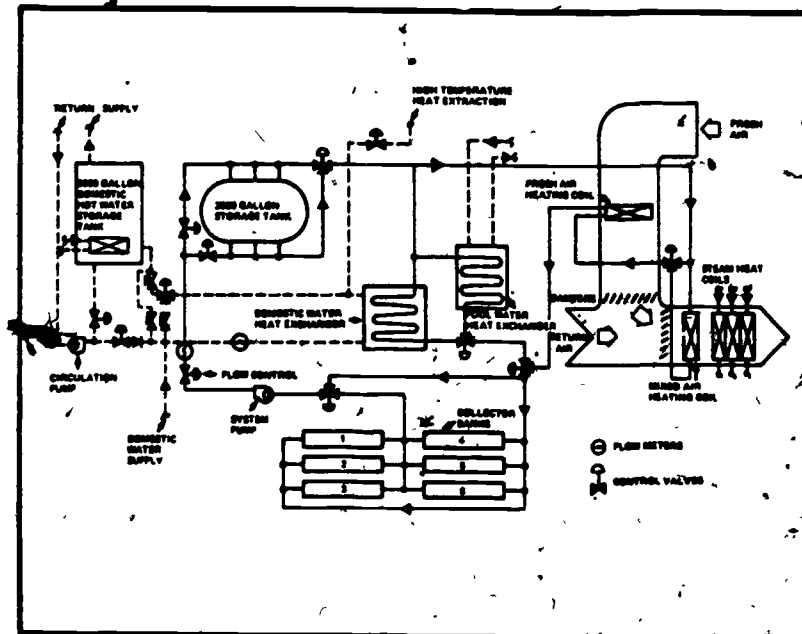 RETURN SUPPLY
HIGH TEMPERATURE
HEAT EXTRACTION
FRESH
AIR
GALLON
DOMESTIC
HOT WATER
STORAGE
TANK
GALLON
STORAGE TANK
FRESH AIR
HEATING COIL
STEAM HEAT
COILS
DOMESTIC WATER
HEAT EXCHANGER
POOL WATER
HEAT EXCHANGER
DAMPERS
RETURN
AIR
CIRCULATION
PUMP
FLOW CONTROL
SYSTEM
PUMP
MIXED AIR
HEATING COIL
DOMESTIC
WATER
SUPPLY
COLLECTOR
BANKS
1
4
2
5
3
6
FLOW METERS
CONTROL VALVES